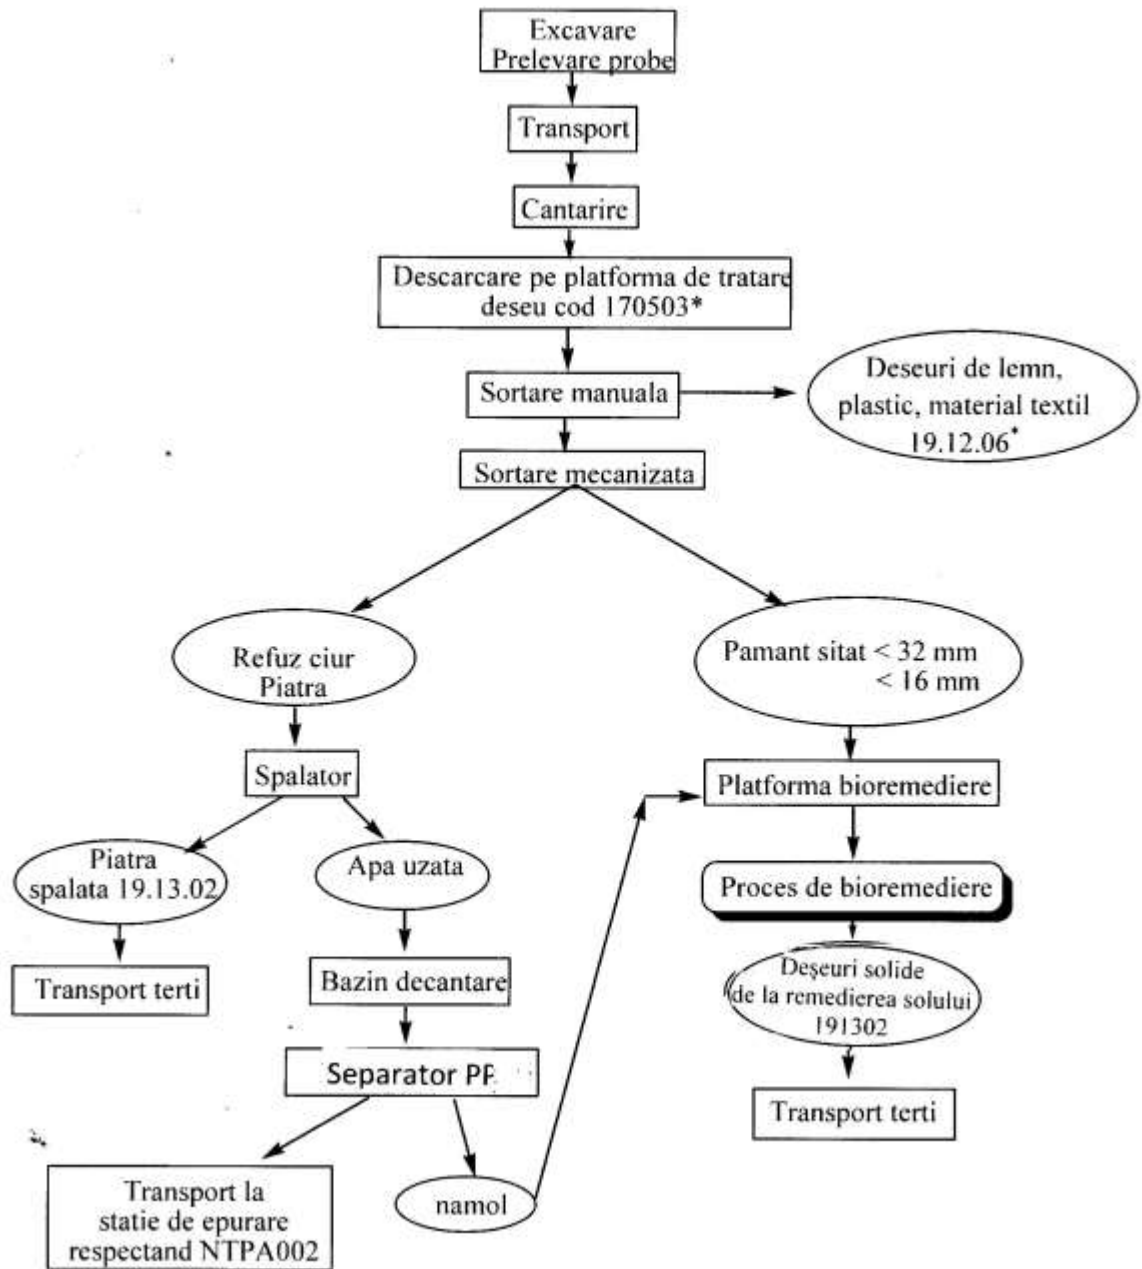 Excavare
Prelevare probe
Transport
Cantarire
Descarcare pe platforma de tratare
deseu cod 170503*
Sortare manuala
Deseuri de lemn,
plastic, material textil
19.12.06*
Sortare mecanizata
Refuz ciur
Piatra
Pamant sitat < 32 mm
< 16 mm
Spalator
Platforma bioremediere
Piatra
spalata 19.13.02
Apa uzata
Proces de bioremediere
Transport terti
Bazin decantare
Deşeuri solide
de la remedierea solului
191302
Separator PP
Transport terti
Transport la
statie de epurare
respectand NTPA002
namol